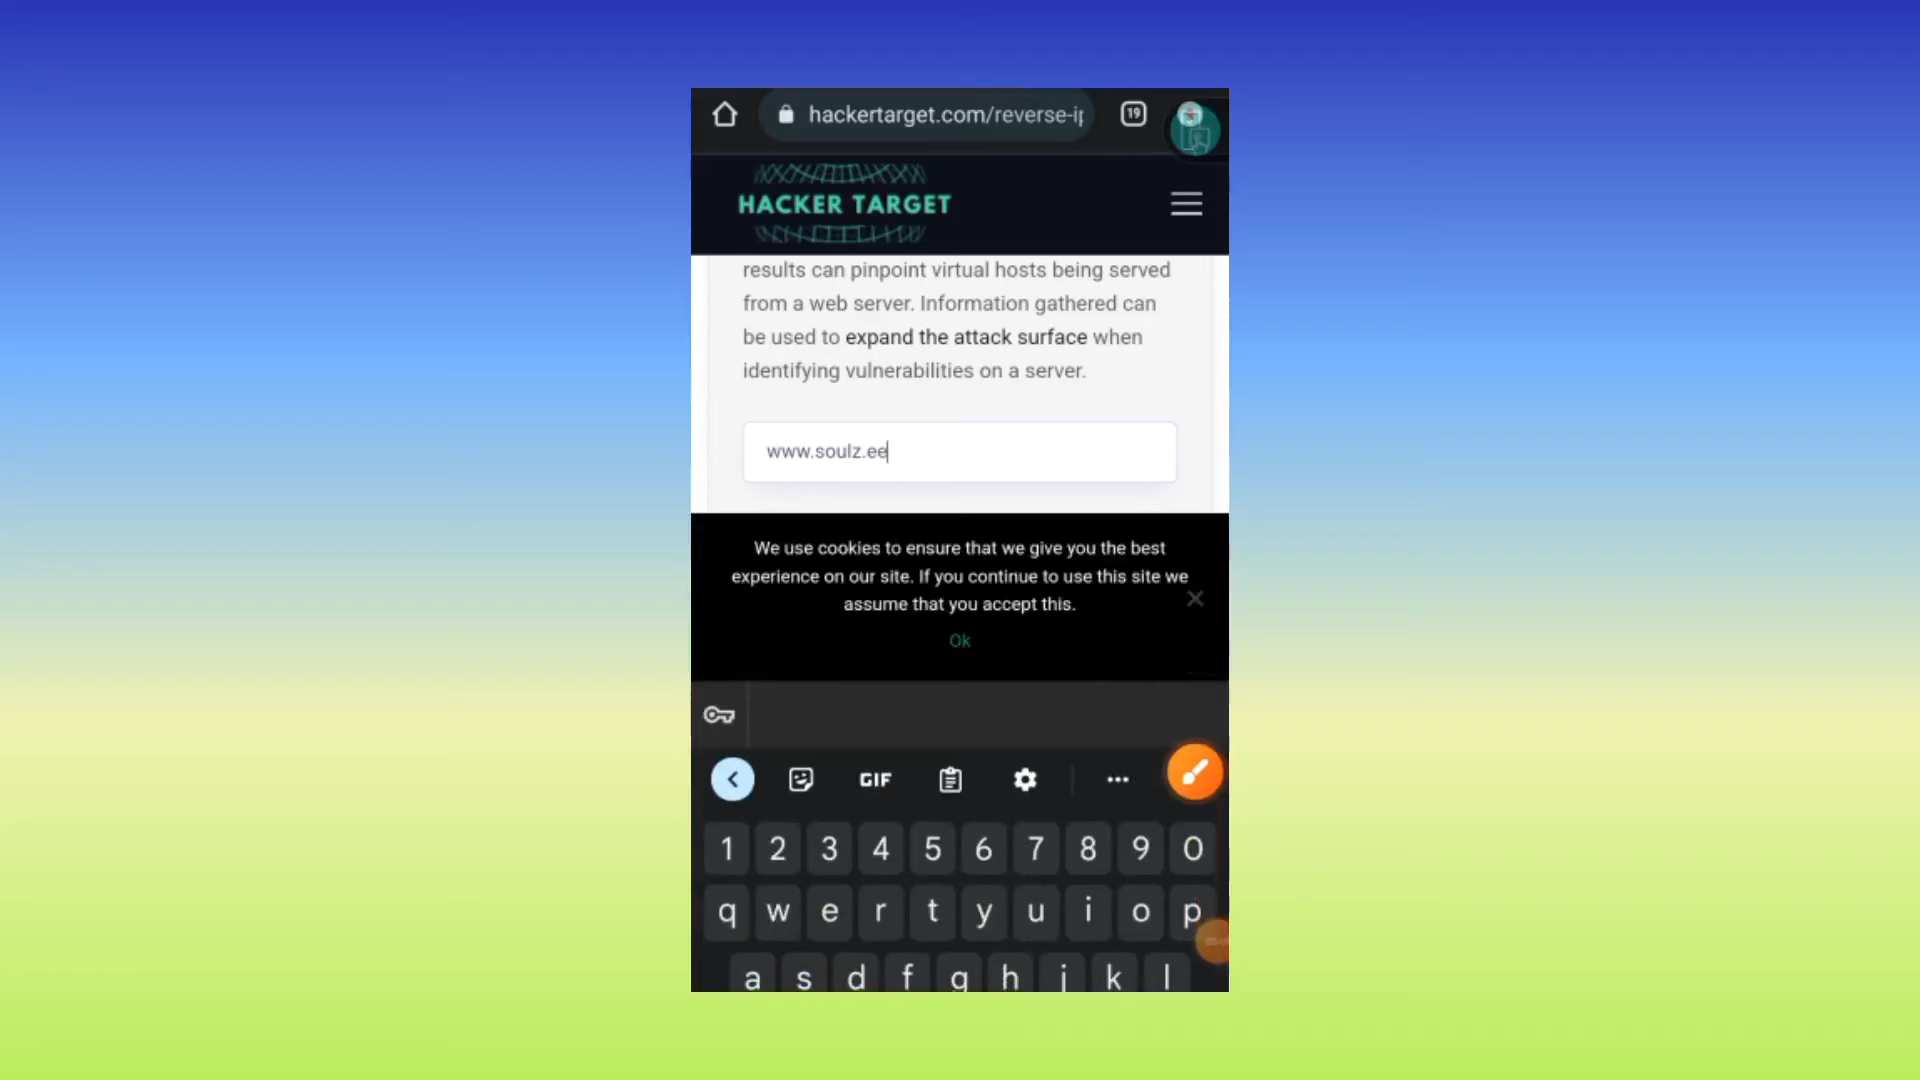 hackertarget.com/reverse-ip
19
HACKER TARGET
results can pinpoint virtual hosts being served
from a web server. Information gathered can
be used to expand the attack surface when
identifying vulnerabilities on a server.
www.soulz.ee
We use cookies to ensure that we give you the best
experience on our site. If you continue to use this site we
assume that you accept this.
Ok
GIF
1 2 3 4 5 6 7 8 9 0
q w e r t y u i o p
a s d f g h j k l